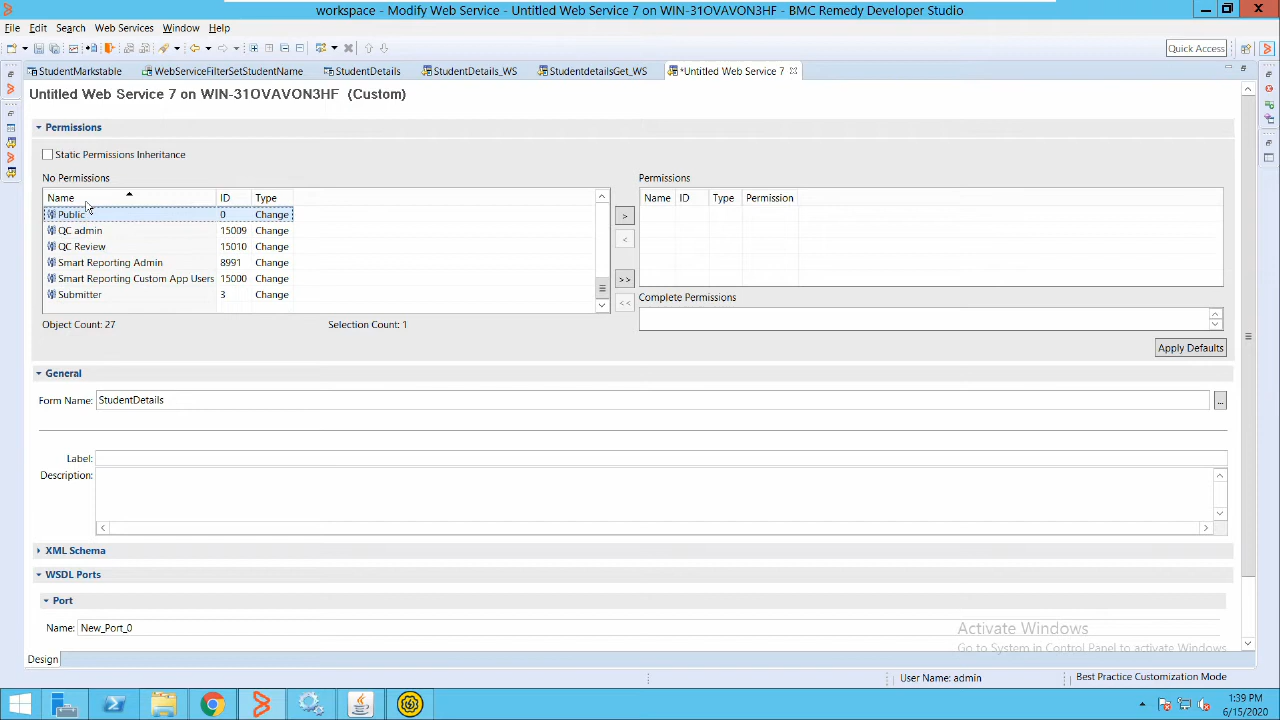 workspace - Modify Web Service - Untitled Web Service 7 on WIN-31OVAVON3HF - BMC Remedy Developer Studio
File Edit Search Web Services Window Help
Quick Access
StudentMarkstable WebServiceFilterSetStudentName StudentDetails StudentDetails_WS StudentdetailsGet_WS *Untitled Web Service 7
Untitled Web Service 7 on WIN-31OVAVON3HF (Custom)
Permissions
Static Permissions Inheritance
No Permissions
Name ID Type
Public 0 Change
QC admin 15009 Change
QC Review 15010 Change
Smart Reporting Admin 8991 Change
Smart Reporting Custom App Users 15000 Change
Submitter 3 Change
Object Count: 27 Selection Count: 1
>
<
>>
<<
Permissions
Name ID Type Permission
Complete Permissions
Apply Defaults
General
Form Name: StudentDetails ...
Label:
Description:
XML Schema
WSDL Ports
Port
Name: New_Port_0
Activate Windows
Go to System in Control Panel to activate Windows.
Design
User Name: admin Best Practice Customization Mode
1:39 PM
6/15/2020